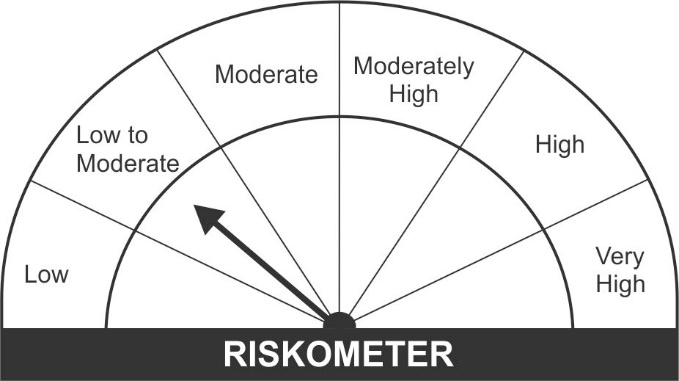 Low
Low to
Moderate
Moderate
Moderately
High
High
Very
High
RISKOMETER